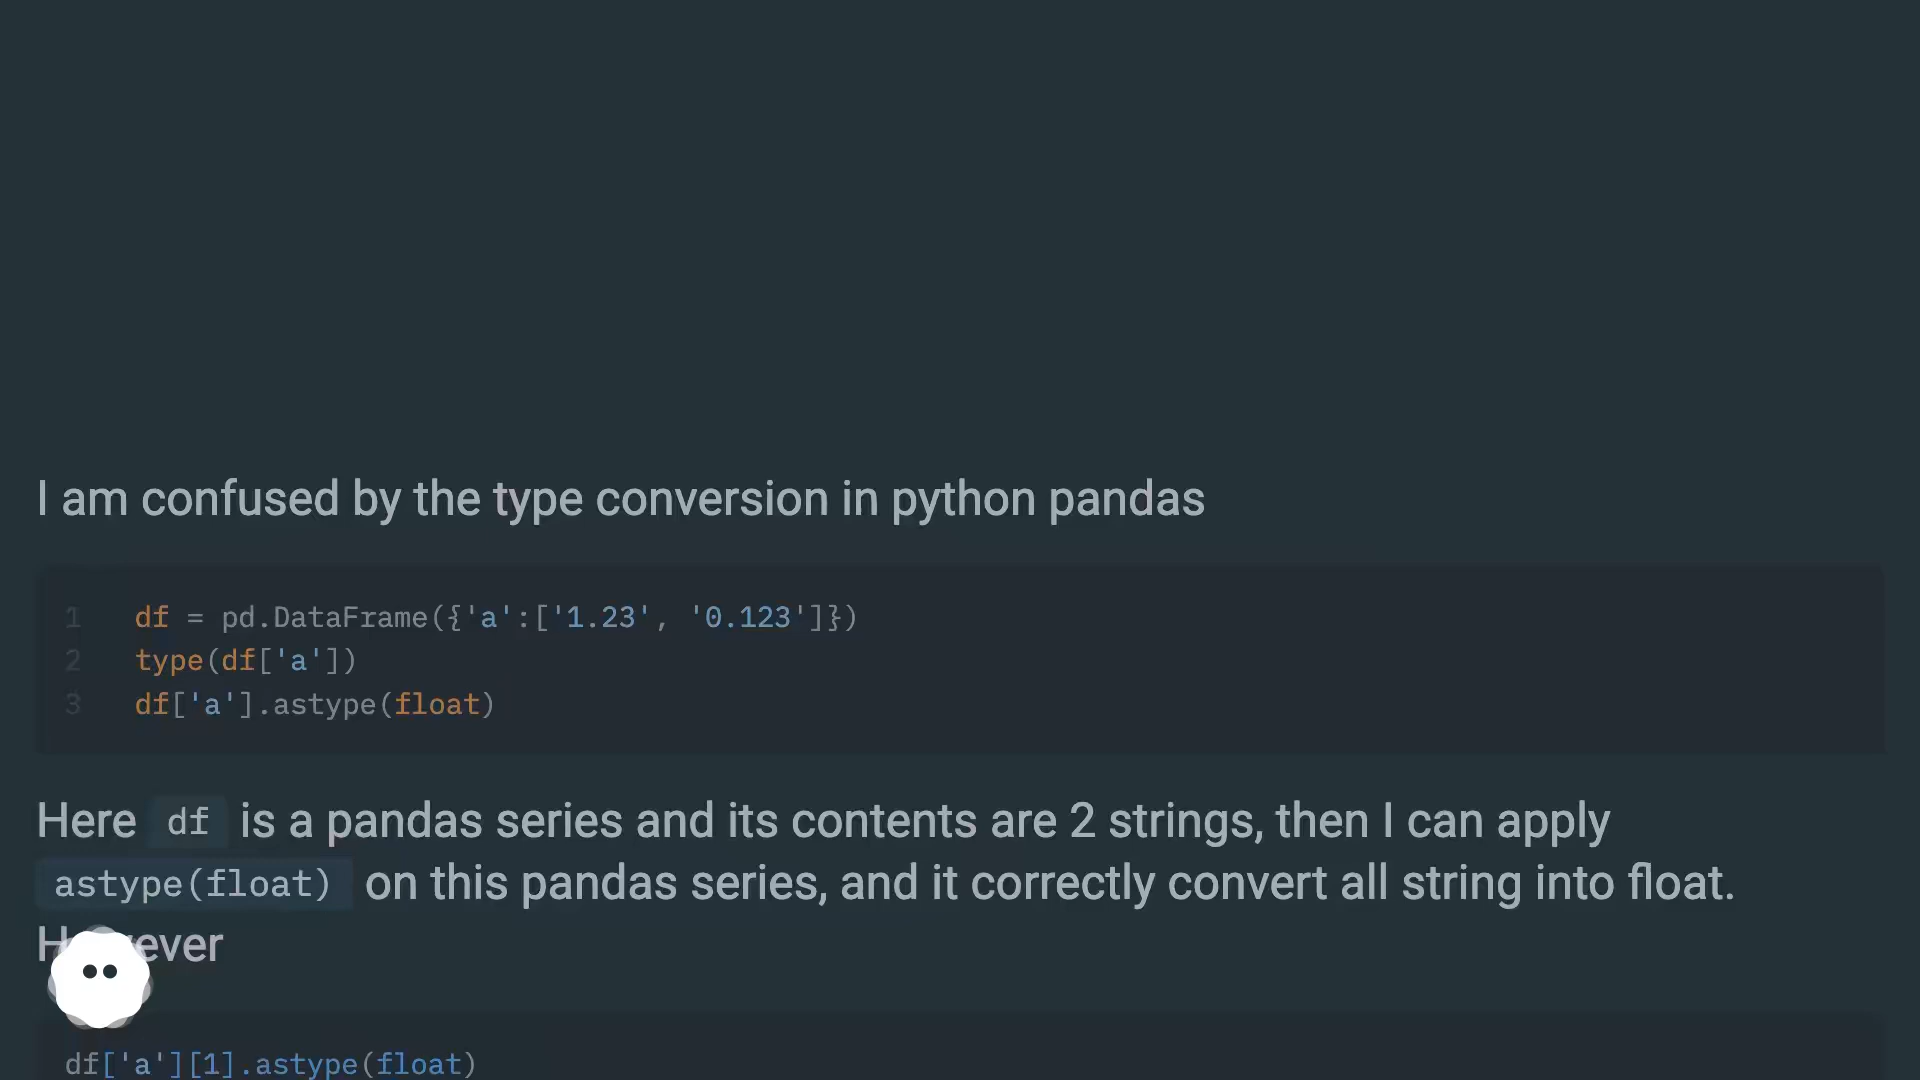 I am confused by the type conversion in python pandas
1 df = pd.DataFrame({'a':['1.23', '0.123']})
2 type(df['a'])
3 df['a'].astype(float)
Here df is a pandas series and its contents are 2 strings, then I can apply
astype(float) on this pandas series, and it correctly convert all string into float.
However
df['a'][1].astype(float)